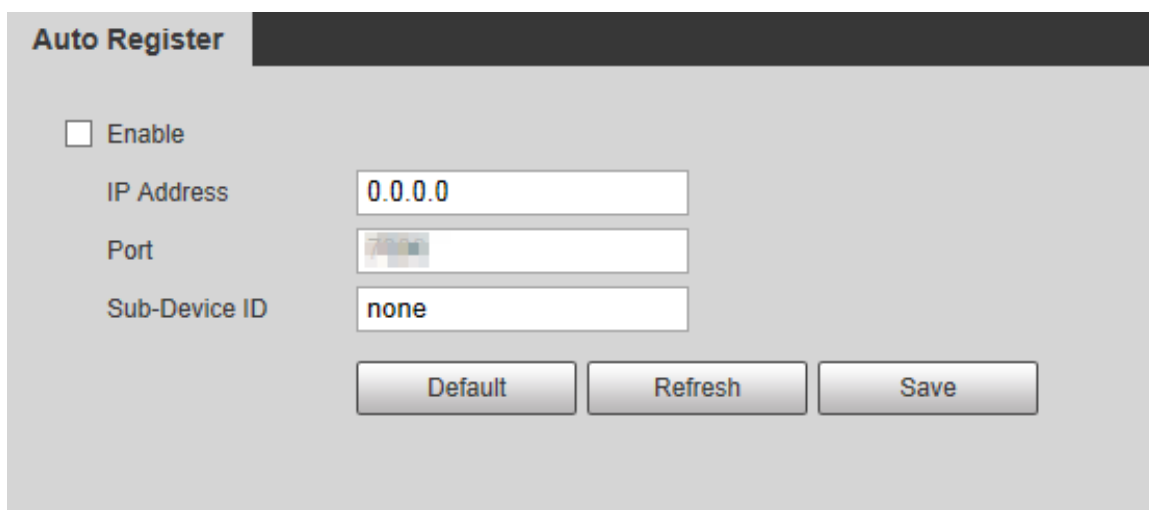 Auto Register
Enable
IP Address 0.0.0.0
Port
Sub-Device ID none
Default Refresh Save